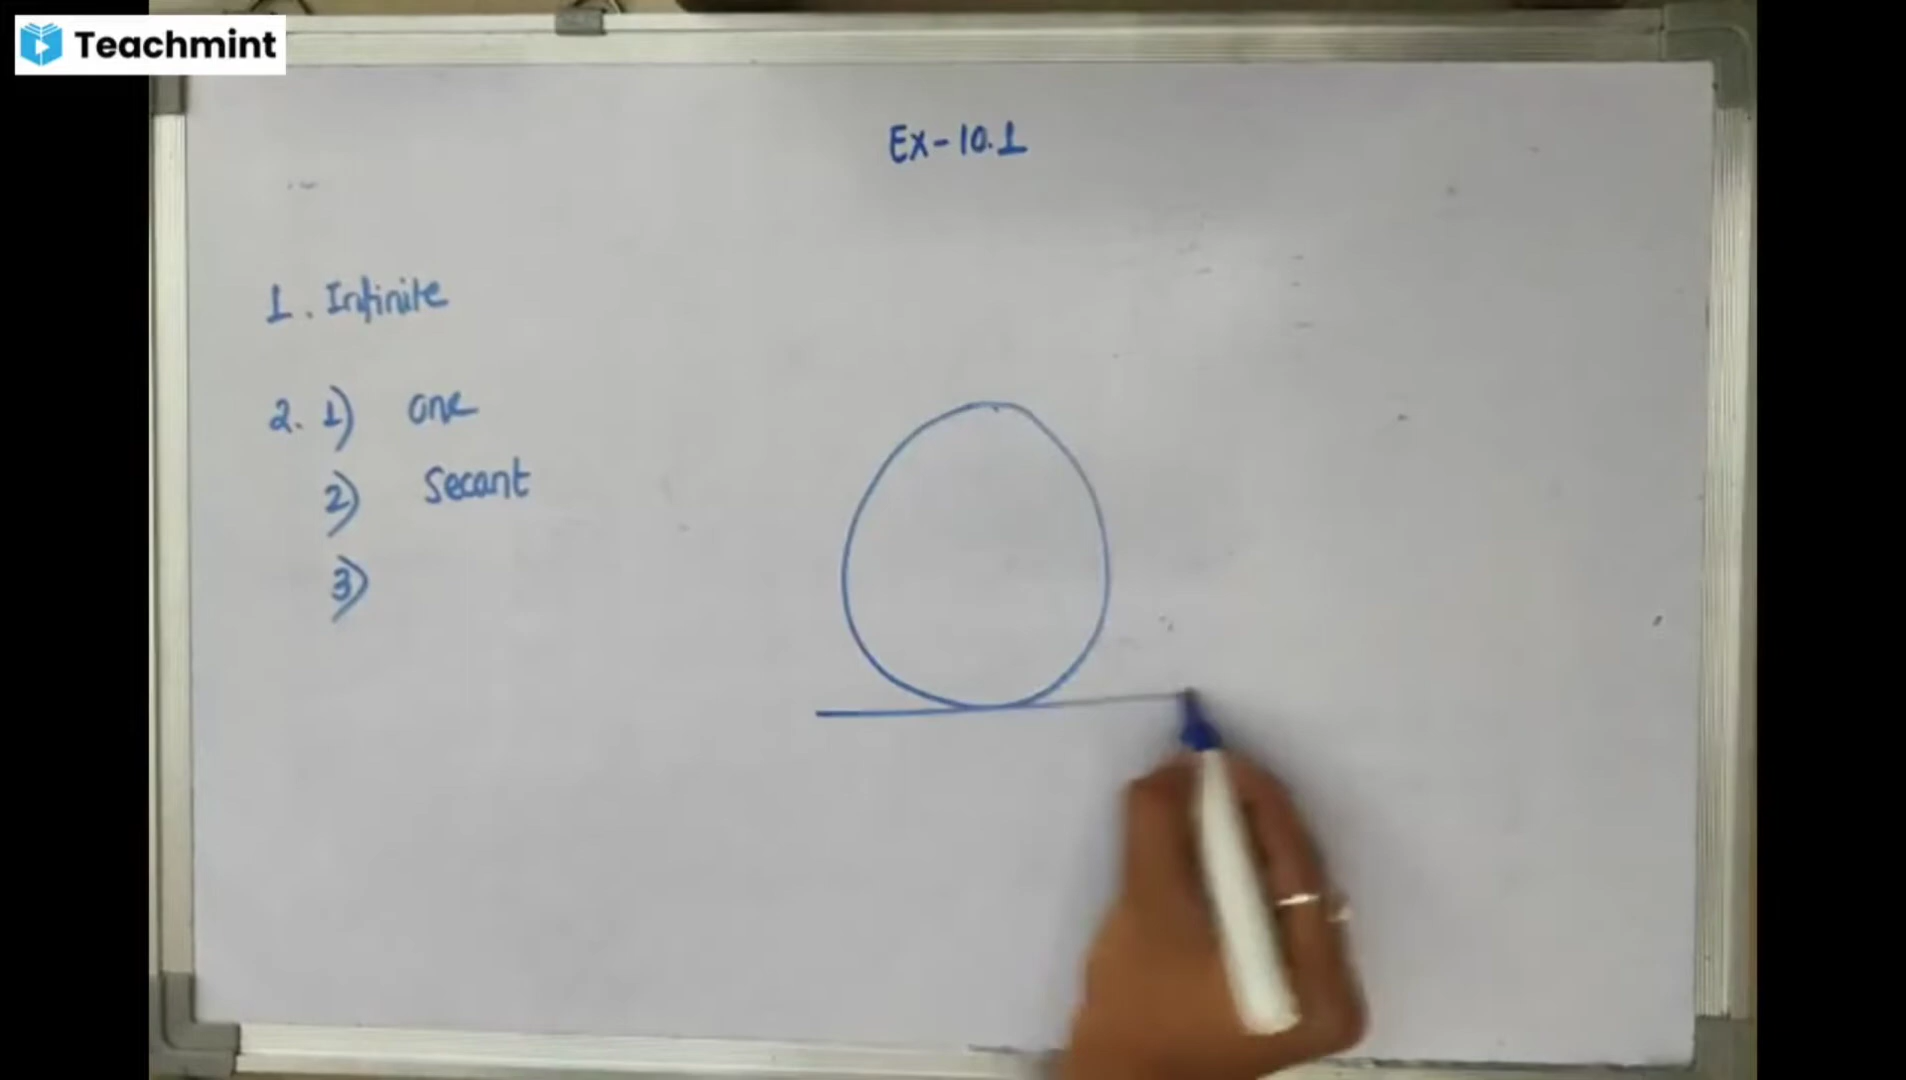 Teachmint
Ex-10.1
1. Infinite
2. 1) one
2) Secant
3)